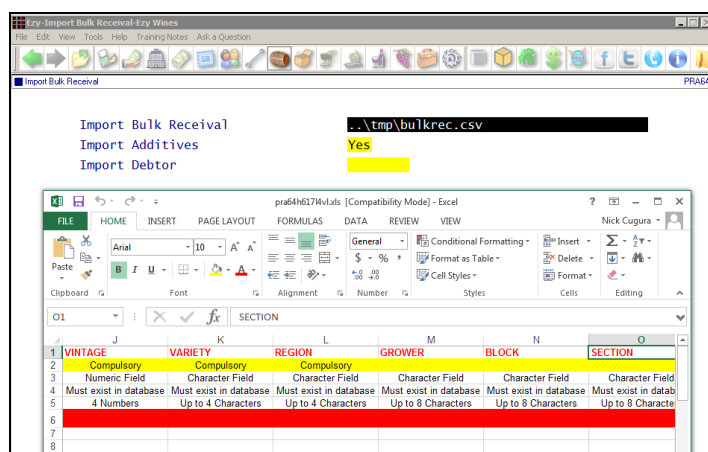 Ezy-Import Bulk Receival-Ezy Wines
File Edit View Tools Help Training Notes Ask a Question
Import Bulk Receival PRA64
Import Bulk Receival ..\tmp\bulkrec.csv
Import Additives Yes
Import Debtor
pra64h617l4vl.xls [Compatibility Mode] - Excel
FILE HOME INSERT PAGE LAYOUT FORMULAS DATA REVIEW VIEW Nick Cugura
Arial 10 General Conditional Formatting Insert
Paste B I U $ % Format as Table Delete
Cell Styles Format
Clipboard Font Alignment Number Styles Cells Editing
O1 fx SECTION
J K L M N O
1 VINTAGE VARIETY REGION GROWER BLOCK SECTION
2 Compulsory Compulsory Compulsory
3 Numeric Field Character Field Character Field Character Field Character Field Character Field
4 Must exist in database Must exist in database Must exist in database Must exist in database Must exist in database Must exist in datab
5 4 Numbers Up to 4 Characters Up to 4 Characters Up to 8 Characters Up to 8 Characters Up to 8 Characte
6
7
8